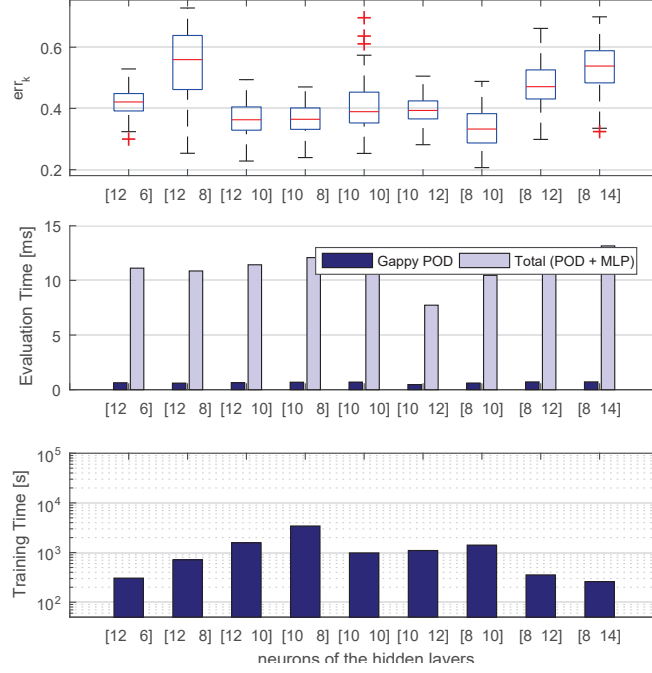 0.6
0.4
0.2
err_k
[12 6] [12 8] [12 10] [10 8] [10 10] [10 12] [8 10] [8 12] [8 14]
15
10
5
0
Evaluation Time [ms]
Gappy POD Total (POD + MLP)
[12 6] [12 8] [12 10] [10 8] [10 10] [10 12] [8 10] [8 12] [8 14]
10^5
10^4
10^3
10^2
Training Time [s]
[12 6] [12 8] [12 10] [10 8] [10 10] [10 12] [8 10] [8 12] [8 14]
neurons of the hidden layers